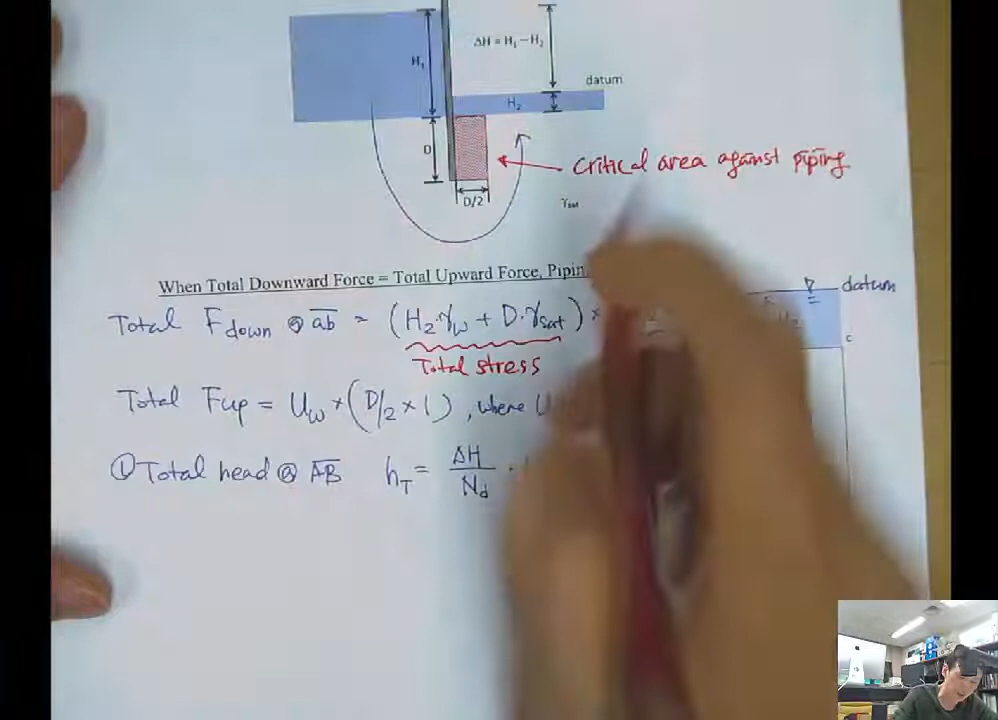 H₁
ΔH = H₁ – H₂
datum
H₂
D
D/2
Critical area against piping
γsat
When Total Downward Force = Total Upward Force,
Total Fdown @ ab = (H₂·γw + D·γsat) ×
datum
H₂
c
Total stress
Total Fup = Uw × (D/2 × 1), where U
① Total head @ AB hT = ΔH/Nd ·